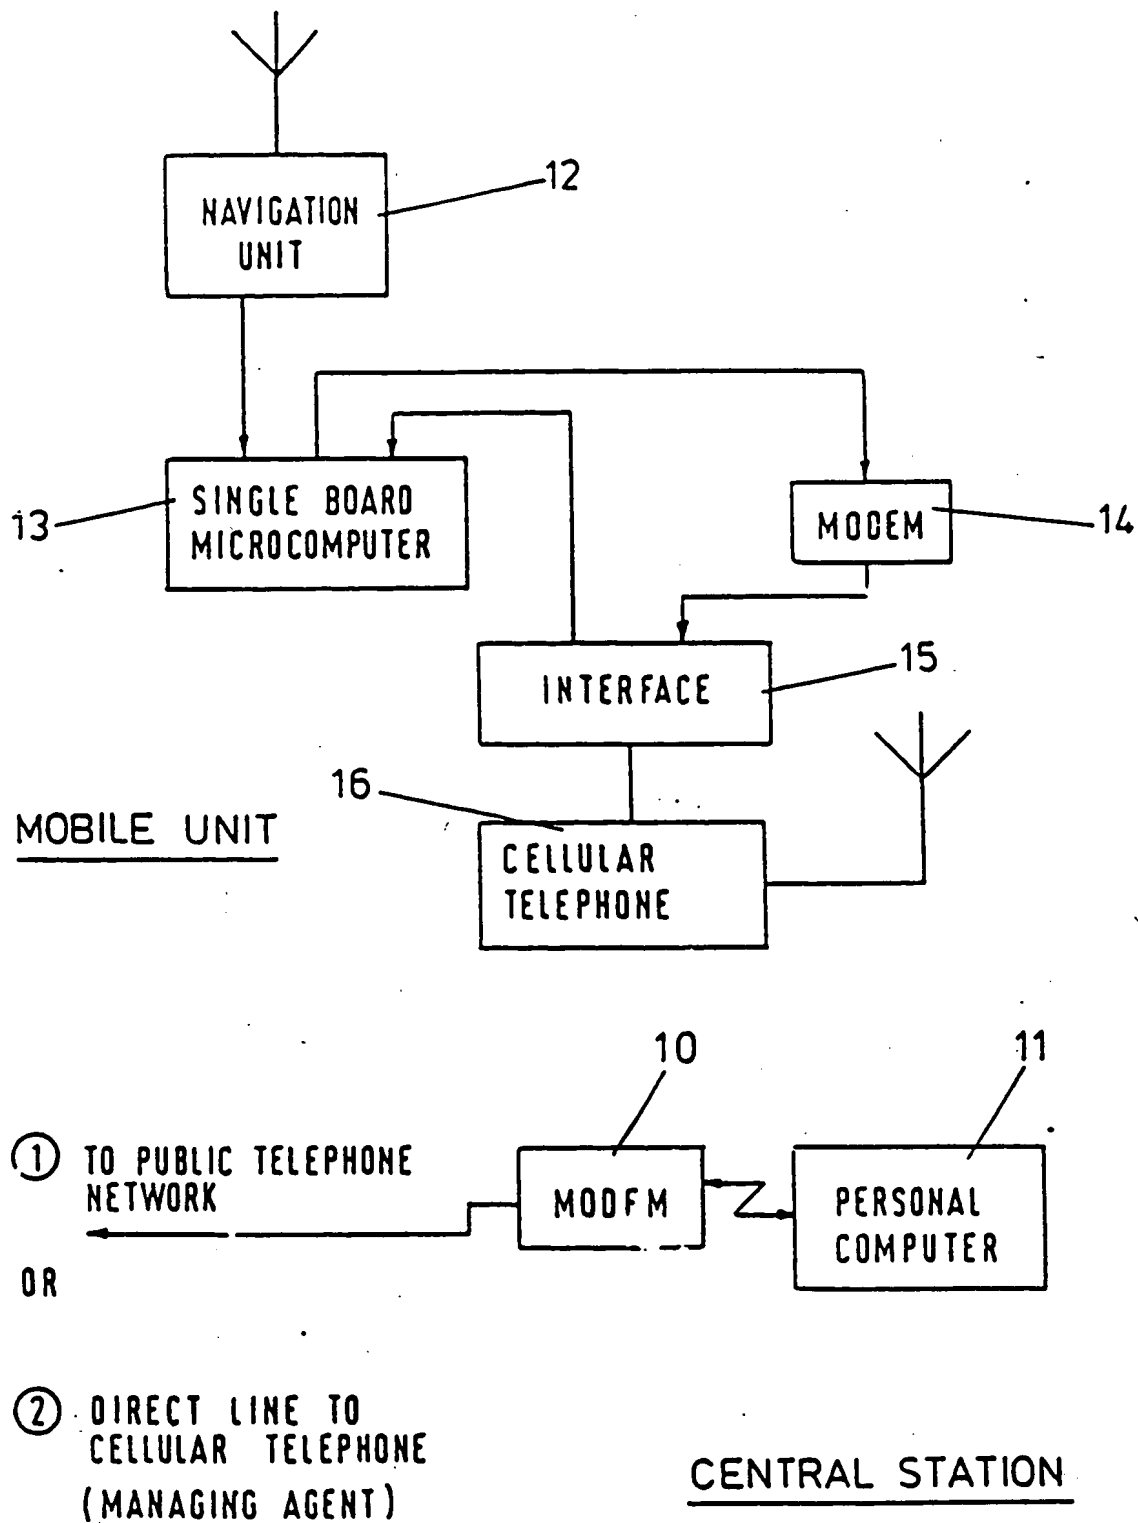 12
NAVIGATION
UNIT
13
SINGLE BOARD
MICROCOMPUTER
MODEM
14
15
INTERFACE
16
MOBILE UNIT
CELLULAR
TELEPHONE
10
11
1 TO PUBLIC TELEPHONE
NETWORK
MODEM
PERSONAL
COMPUTER
OR
2 DIRECT LINE TO
CELLULAR TELEPHONE
(MANAGING AGENT)
CENTRAL STATION